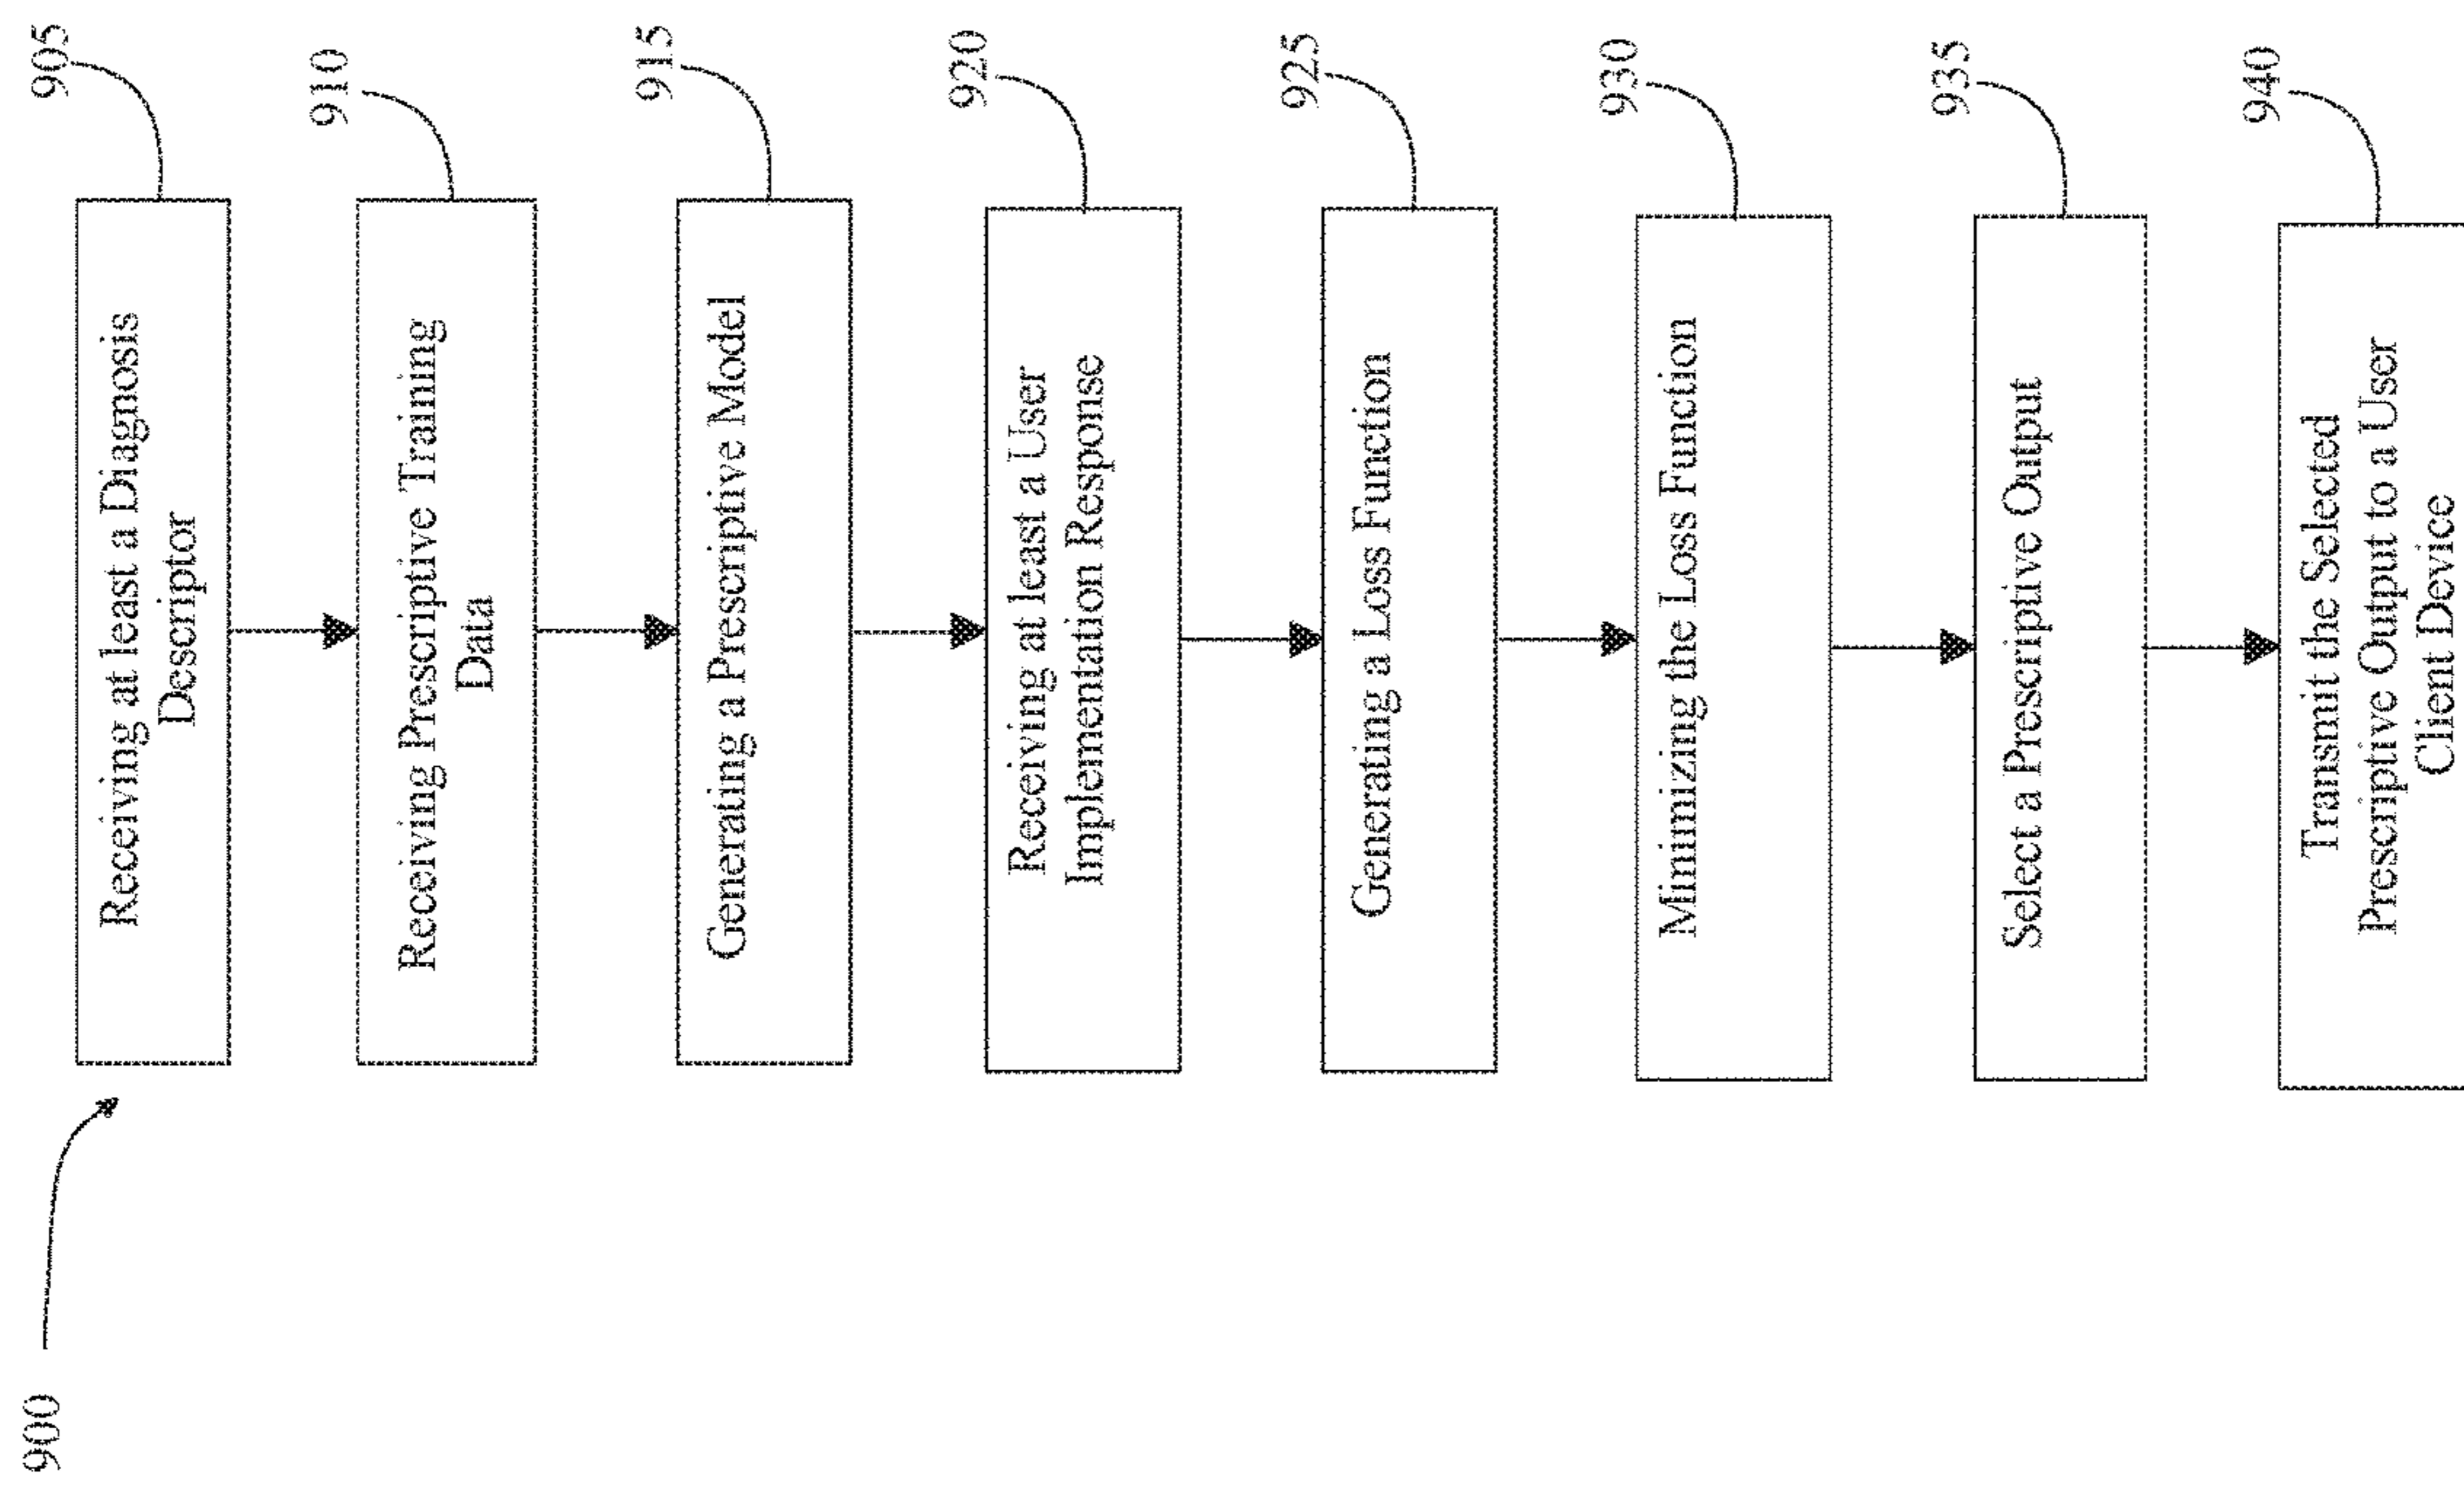 900
905
Receiving at least a Diagnosis
Descriptor
910
Receiving Prescriptive Training
Data
915
Generating a Prescriptive Model
920
Receiving at least a User
Implementation Response
925
Generating a Loss Function
930
Minimizing the Loss Function
935
Select a Prescriptive Output
940
Transmit the Selected
Prescriptive Output to a User
Client Device